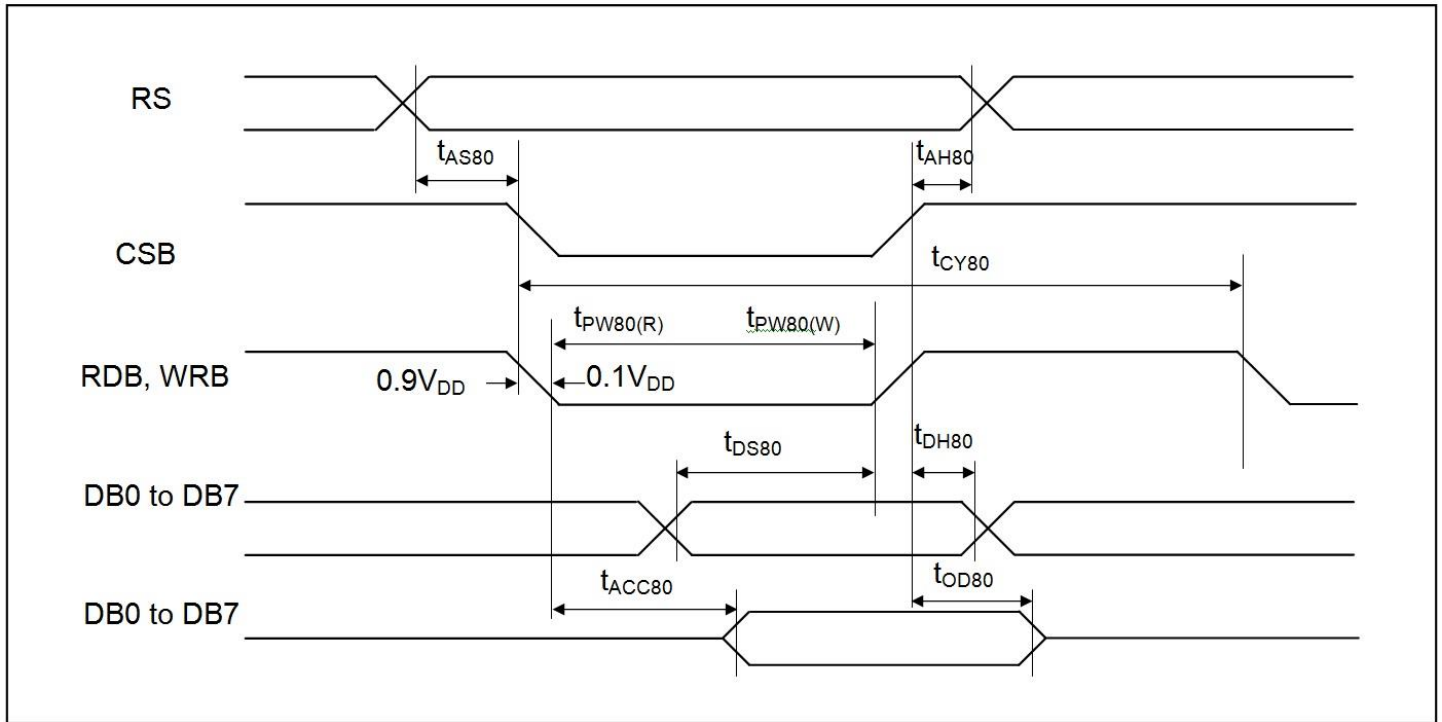 RS
tAS80
tAH80
CSB
tCY80
tPW80(R)
tPW80(W)
RDB, WRB
0.9VDD
0.1VDD
tDS80
tDH80
DB0 to DB7
tACC80
tOD80
DB0 to DB7